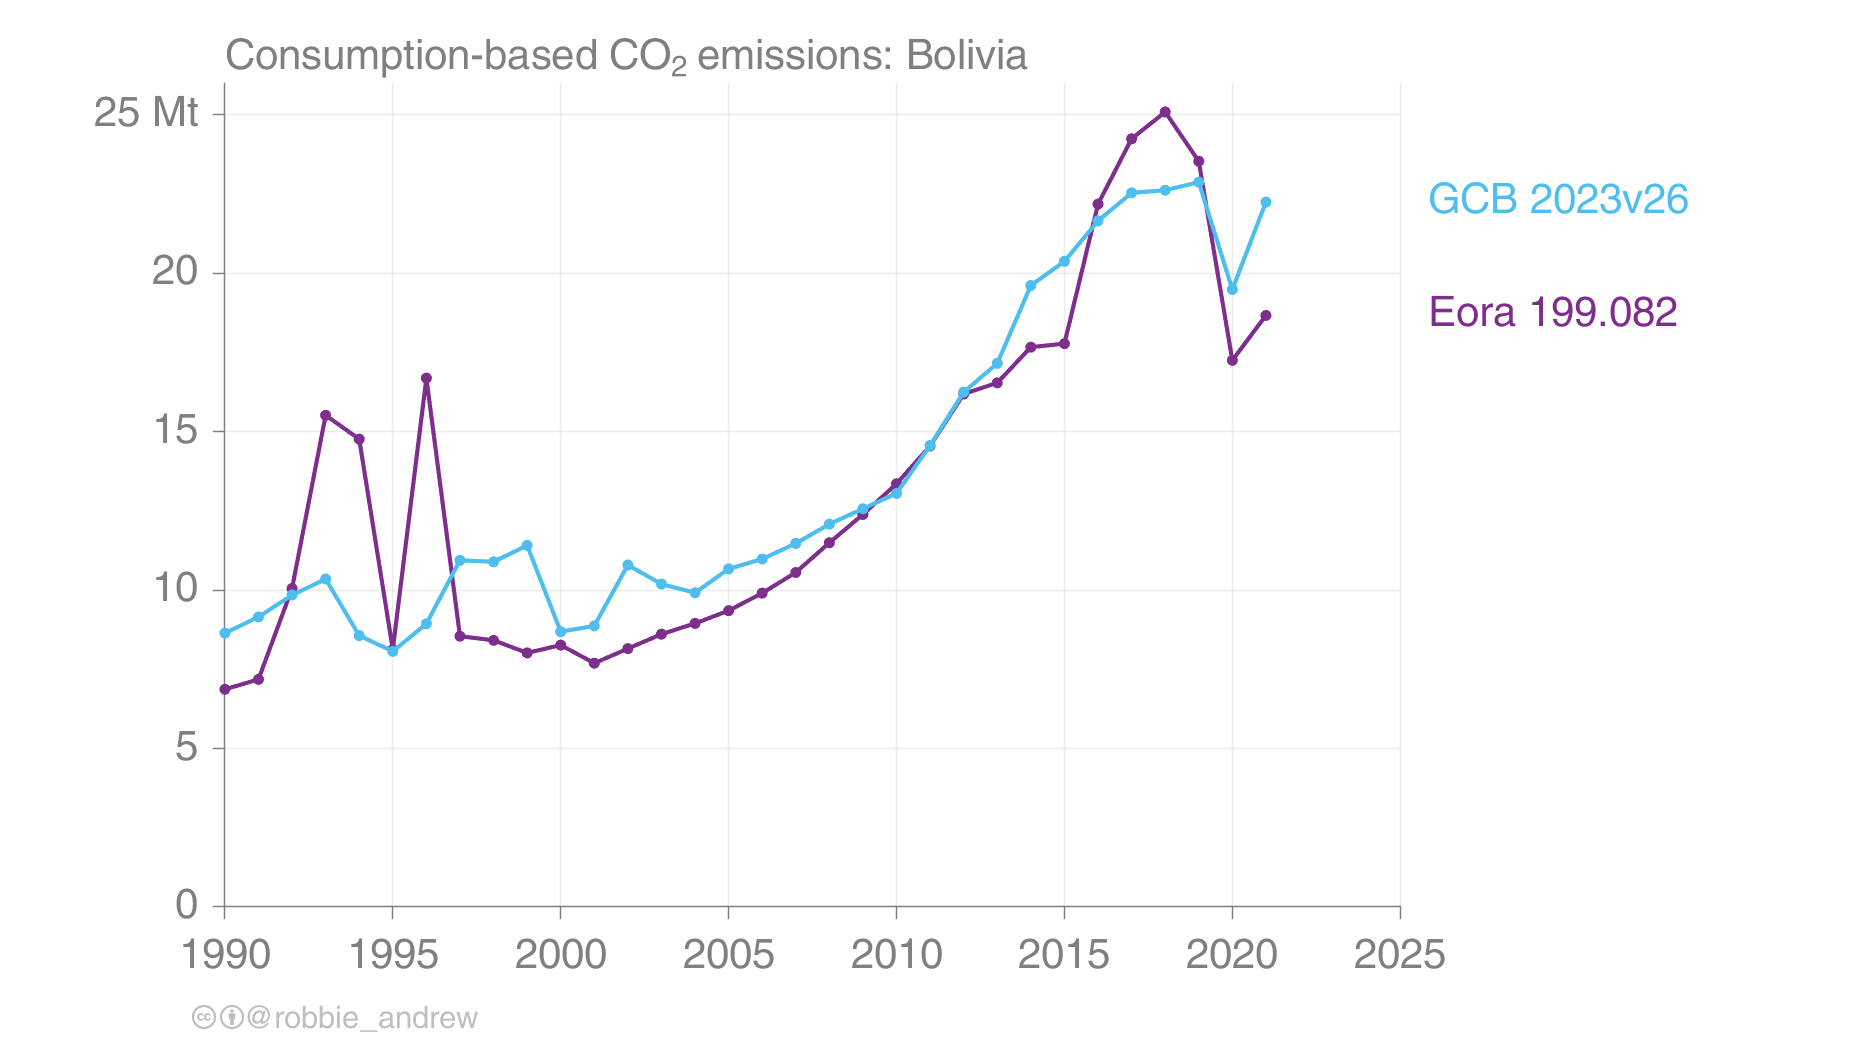 Consumption-based CO₂ emissions: Bolivia
25 Mt
20
15
10
5
0
1990 1995 2000 2005 2010 2015 2020 2025
GCB 2023v26
Eora 199.082
cc @robbie_andrew